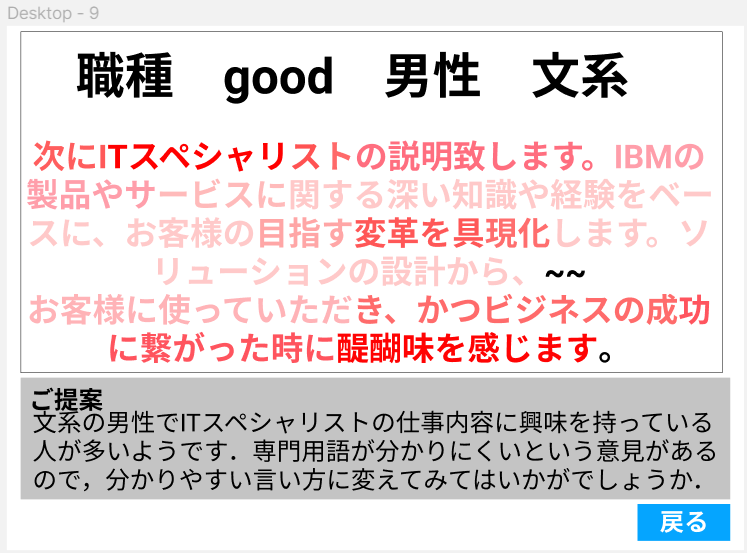 Desktop - 9
職種　good　男性　文系
次にITスペシャリストの説明致します。IBMの
製品やサービスに関する深い知識や経験をベー
スに、お客様の目指す変革を具現化します。ソ
リューションの設計から、~~
お客様に使っていただき、かつビジネスの成功
に繋がった時に醍醐味を感じます。
ご提案
文系の男性でITスペシャリストの仕事内容に興味を持っている
人が多いようです．専門用語が分かりにくいという意見がある
ので，分かりやすい言い方に変えてみてはいかがでしょうか．
戻る